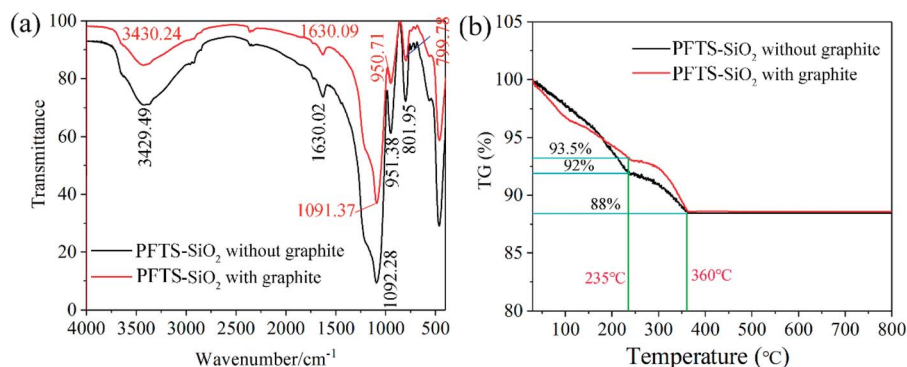 (a)
100
80
60
40
20
0
Transmittance
3430.24
1630.09
950.71
799.78
3429.49
1630.02
951.38
801.95
1091.37
1092.28
PFTS-SiO₂ without graphite
PFTS-SiO₂ with graphite
4000 3500 3000 2500 2000 1500 1000 500
Wavenumber/cm⁻¹
(b)
105
100
95
90
85
80
TG (%)
PFTS-SiO₂ without graphite
PFTS-SiO₂ with graphite
93.5%
92%
88%
235℃
360℃
100 200 300 400 500 600 700 800
Temperature (℃)